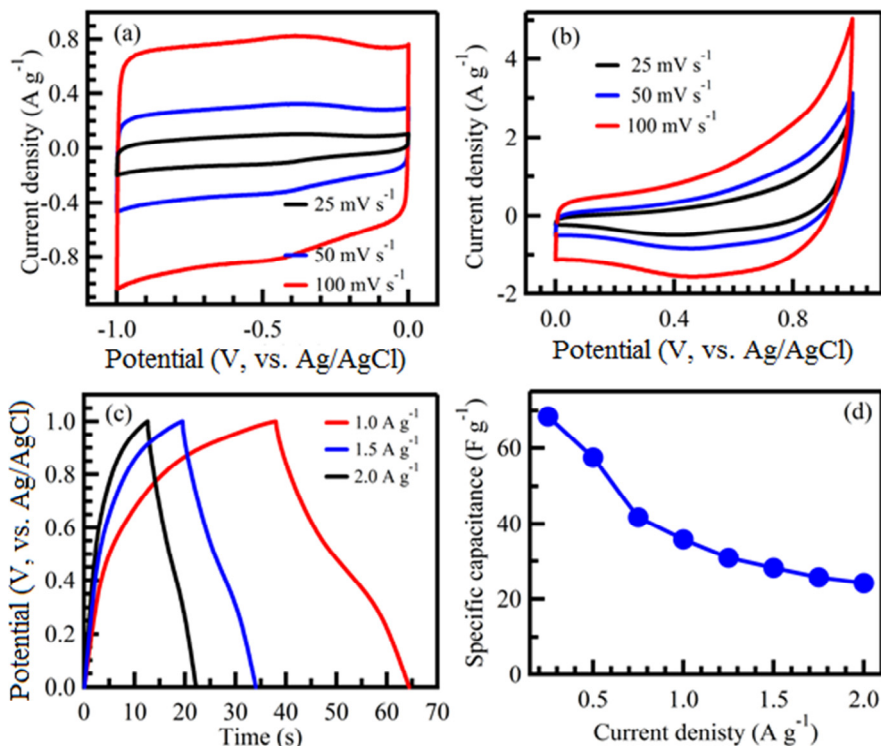 (a)
Current density (A g⁻¹)
0.8
0.4
0.0
-0.4
-0.8
25 mV s⁻¹
50 mV s⁻¹
100 mV s⁻¹
-1.0 -0.5 0.0
Potential (V, vs. Ag/AgCl)
(b)
Current density (A g⁻¹)
4
2
0
-2
25 mV s⁻¹
50 mV s⁻¹
100 mV s⁻¹
0.0 0.4 0.8
Potential (V, vs. Ag/AgCl)
(c)
Potential (V, vs. Ag/AgCl)
1.0
0.8
0.6
0.4
0.2
0.0
1.0 A g⁻¹
1.5 A g⁻¹
2.0 A g⁻¹
0 10 20 30 40 50 60 70
Time (s)
(d)
Specific capacitance (F g⁻¹)
60
40
20
0
0.5 1.0 1.5 2.0
Current denisty (A g⁻¹)